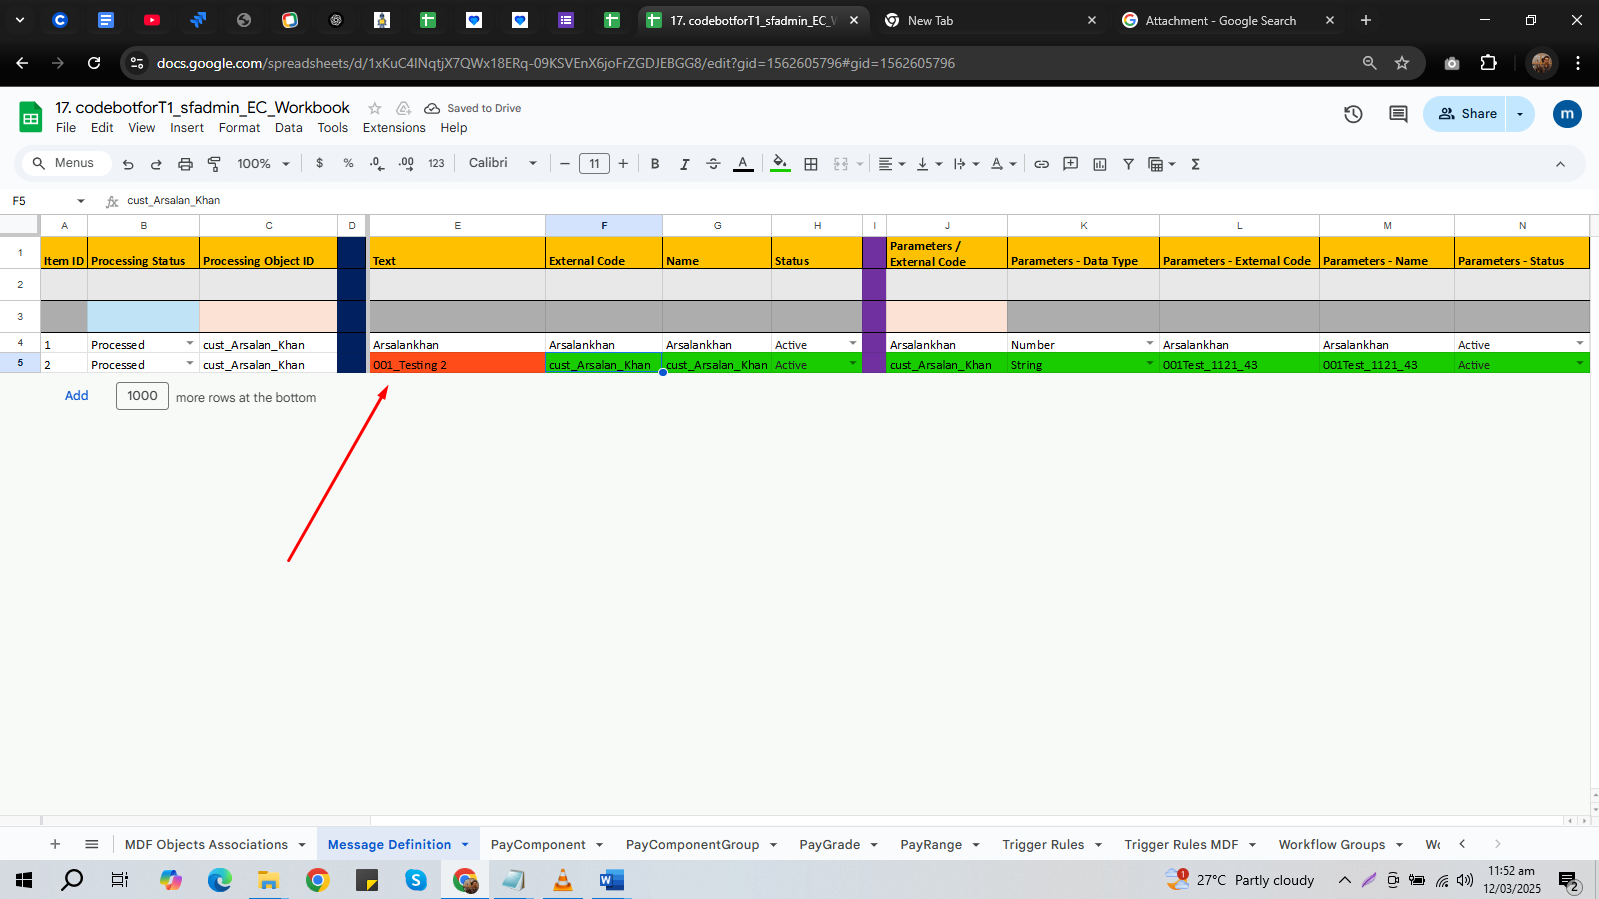 17. codebotforT1_sfadmin_EC_W
New Tab
Attachment - Google Search
docs.google.com/spreadsheets/d/1xKuC4INqtjX7QWx18ERq-09KSVEnX6joFrZGDJEBGG8/edit?gid=1562605796#gid=1562605796
17. codebotforT1_sfadmin_EC_Workbook
Saved to Drive
File Edit View Insert Format Data Tools Extensions Help
Share
m
Menus 100% $ % .0 .00 123 Calibri 11 B I S A Σ
F5 fx cust_Arsalan_Khan
A B C D E F G H I J K L M N
1 Item ID Processing Status Processing Object ID Text External Code Name Status Parameters / External Code Parameters - Data Type Parameters - External Code Parameters - Name Parameters - Status
2
3
4 1 Processed cust_Arsalan_Khan Arsalankhan Arsalankhan Arsalankhan Active Arsalankhan Number Arsalankhan Arsalankhan Active
5 2 Processed cust_Arsalan_Khan 001_Testing 2 cust_Arsalan_Khan cust_Arsalan_Khan Active cust_Arsalan_Khan String 001Test_1121_43 001Test_1121_43 Active
Add 1000 more rows at the bottom
MDF Objects Associations Message Definition PayComponent PayComponentGroup PayGrade PayRange Trigger Rules Trigger Rules MDF Workflow Groups Wo
1 27°C Partly cloudy
11:52 am
12/03/2025
2